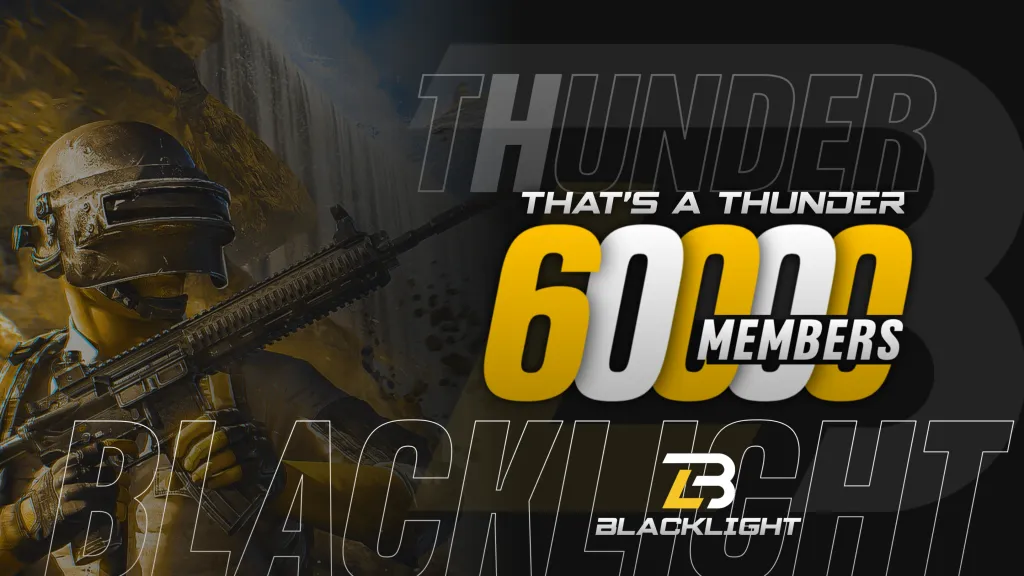 THUNDER
THAT'S A THUNDER
60000
MEMBERS
BLACKLIGHT
BLACKLIGHT